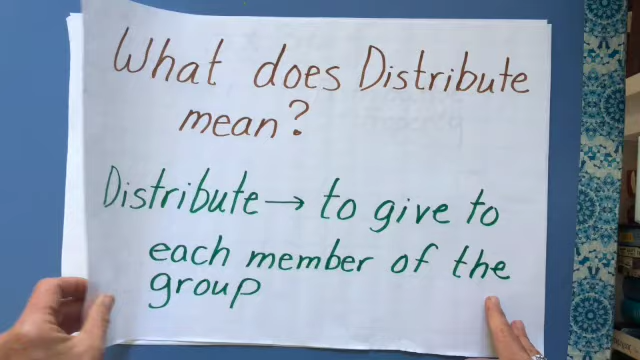 What does Distribute
mean?
Distribute → to give to
each member of the
group